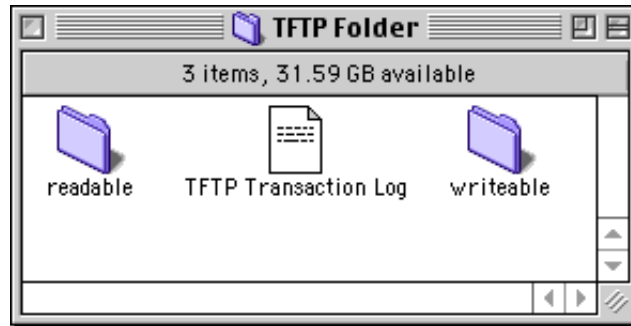 TFTP Folder
3 items, 31.59 GB available
readable TFTP Transaction Log writeable